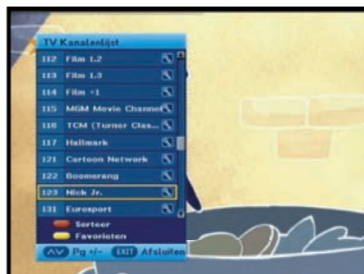 TV Kanalenlijst
112 Film 1.2
113 Film 1.3
114 Film +1
115 MGM Movie Channel
116 TCM (Turner Clas...
117 Hallmark
121 Cartoon Network
122 Boomerang
123 Nick Jr.
131 Eurosport
Sorteer
Favorieten
Pg +/- EXIT Afsluiten